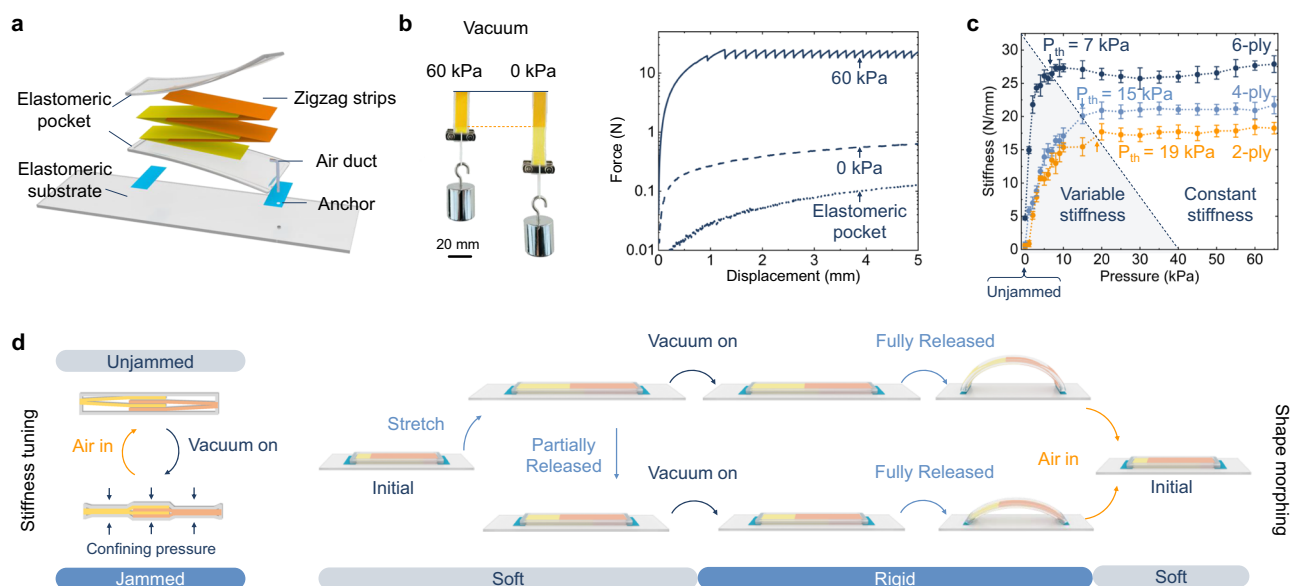 a
Elastomeric
pocket
Zigzag strips
Elastomeric
substrate
Air duct
Anchor
b
Vacuum
60 kPa
0 kPa
20 mm
Force (N)
10
1
0.1
0.01
60 kPa
0 kPa
Elastomeric
pocket
0
1
2
3
4
5
Displacement (mm)
c
Stiffness (N/mm)
30
25
20
15
10
5
0
Pth = 7 kPa
6-ply
Pth = 15 kPa
4-ply
Pth = 19 kPa
2-ply
Variable
stiffness
Constant
stiffness
0
10
20
30
40
50
60
Pressure (kPa)
Unjammed
d
Stiffness tuning
Unjammed
Air in
Vacuum on
Confining pressure
Jammed
Initial
Stretch
Vacuum on
Fully Released
Partially
Released
Vacuum on
Fully Released
Air in
Initial
Shape morphing
Soft
Rigid
Soft